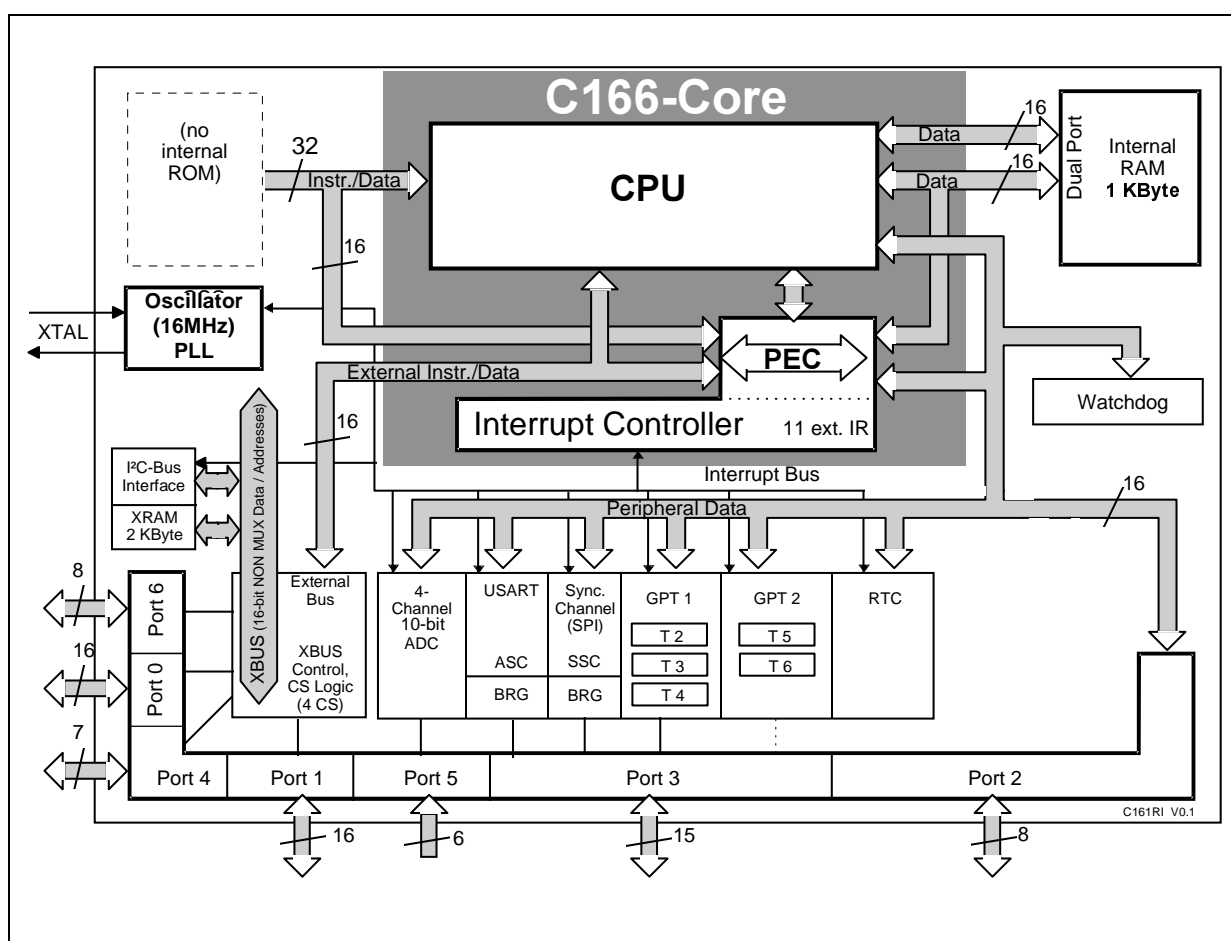 C166-Core
(no
internal
ROM)
32
Instr./Data
CPU
Data
16
Data
16
Dual Port
Internal
RAM
1 KByte
16
XTAL
Oscillator
(16MHz)
PLL
PEC
External Instr./Data
Interrupt Controller
11 ext. IR
Watchdog
16
Interrupt Bus
Peripheral Data
16
I²C-Bus
Interface
XRAM
2 KByte
XBUS (16-bit NON MUX Data / Addresses)
8
Port 6
16
Port 0
7
External
Bus
XBUS
Control,
CS Logic
(4 CS)
4-
Channel
10-bit
ADC
USART
ASC
BRG
Sync.
Channel
(SPI)
SSC
BRG
GPT 1
T 2
T 3
T 4
GPT 2
T 5
T 6
RTC
Port 4
Port 1
Port 5
Port 3
Port 2
C161RI V0.1
16
6
15
8